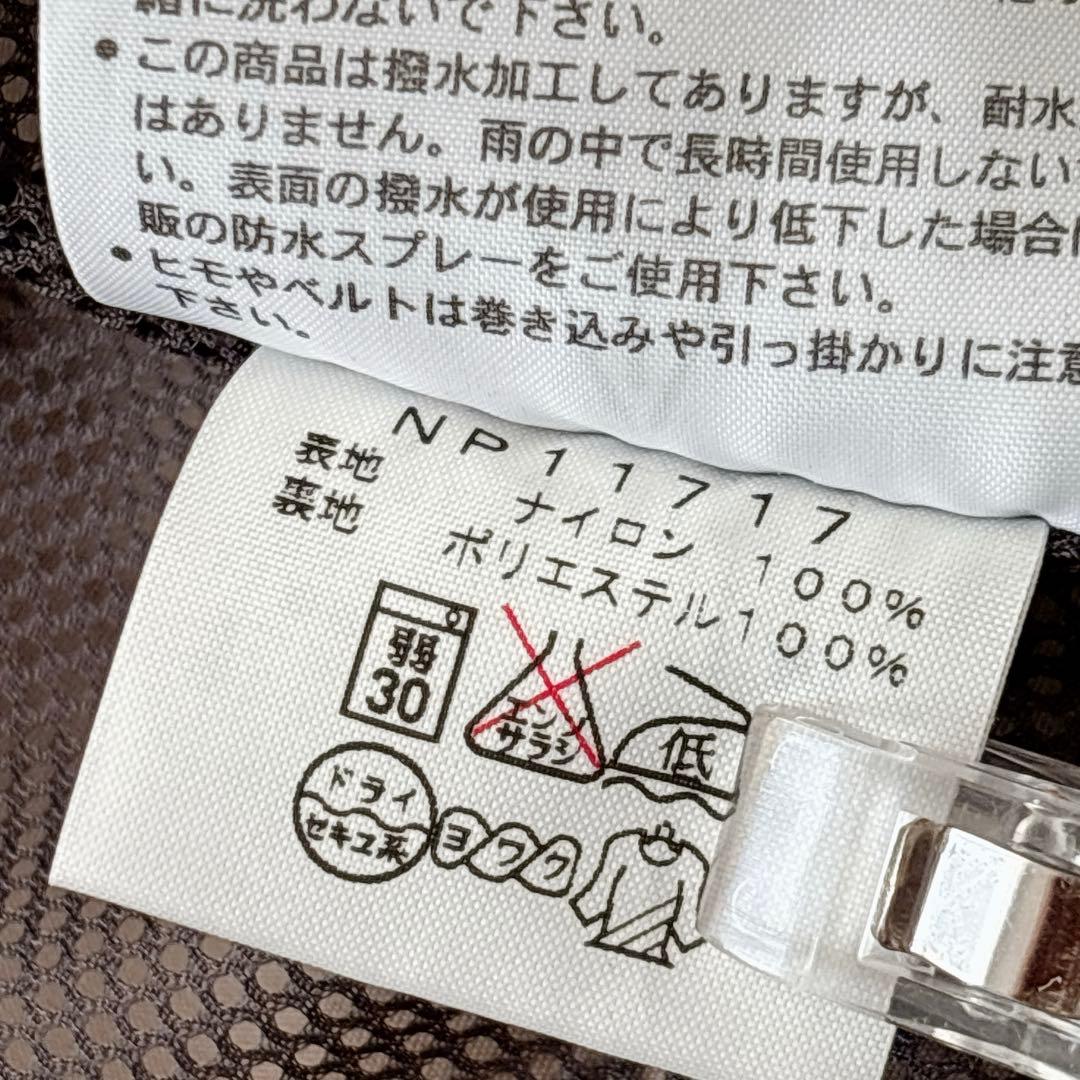 緒に洗わないで下さい。
•この商品は撥水加工してありますが、耐水
はありません。雨の中で長時間使用しない
い。表面の撥水が使用により低下した場合
販の防水スプレーをご使用下さい。
•ヒモやベルトは巻き込みや引っ掛かりに注意
下さい。
NP11717
表地 ナイロン 100%
裏地 ポリエステル100%
弱
30
エンソ
サラシ
低
ドライ
セキユ系
ヨワク